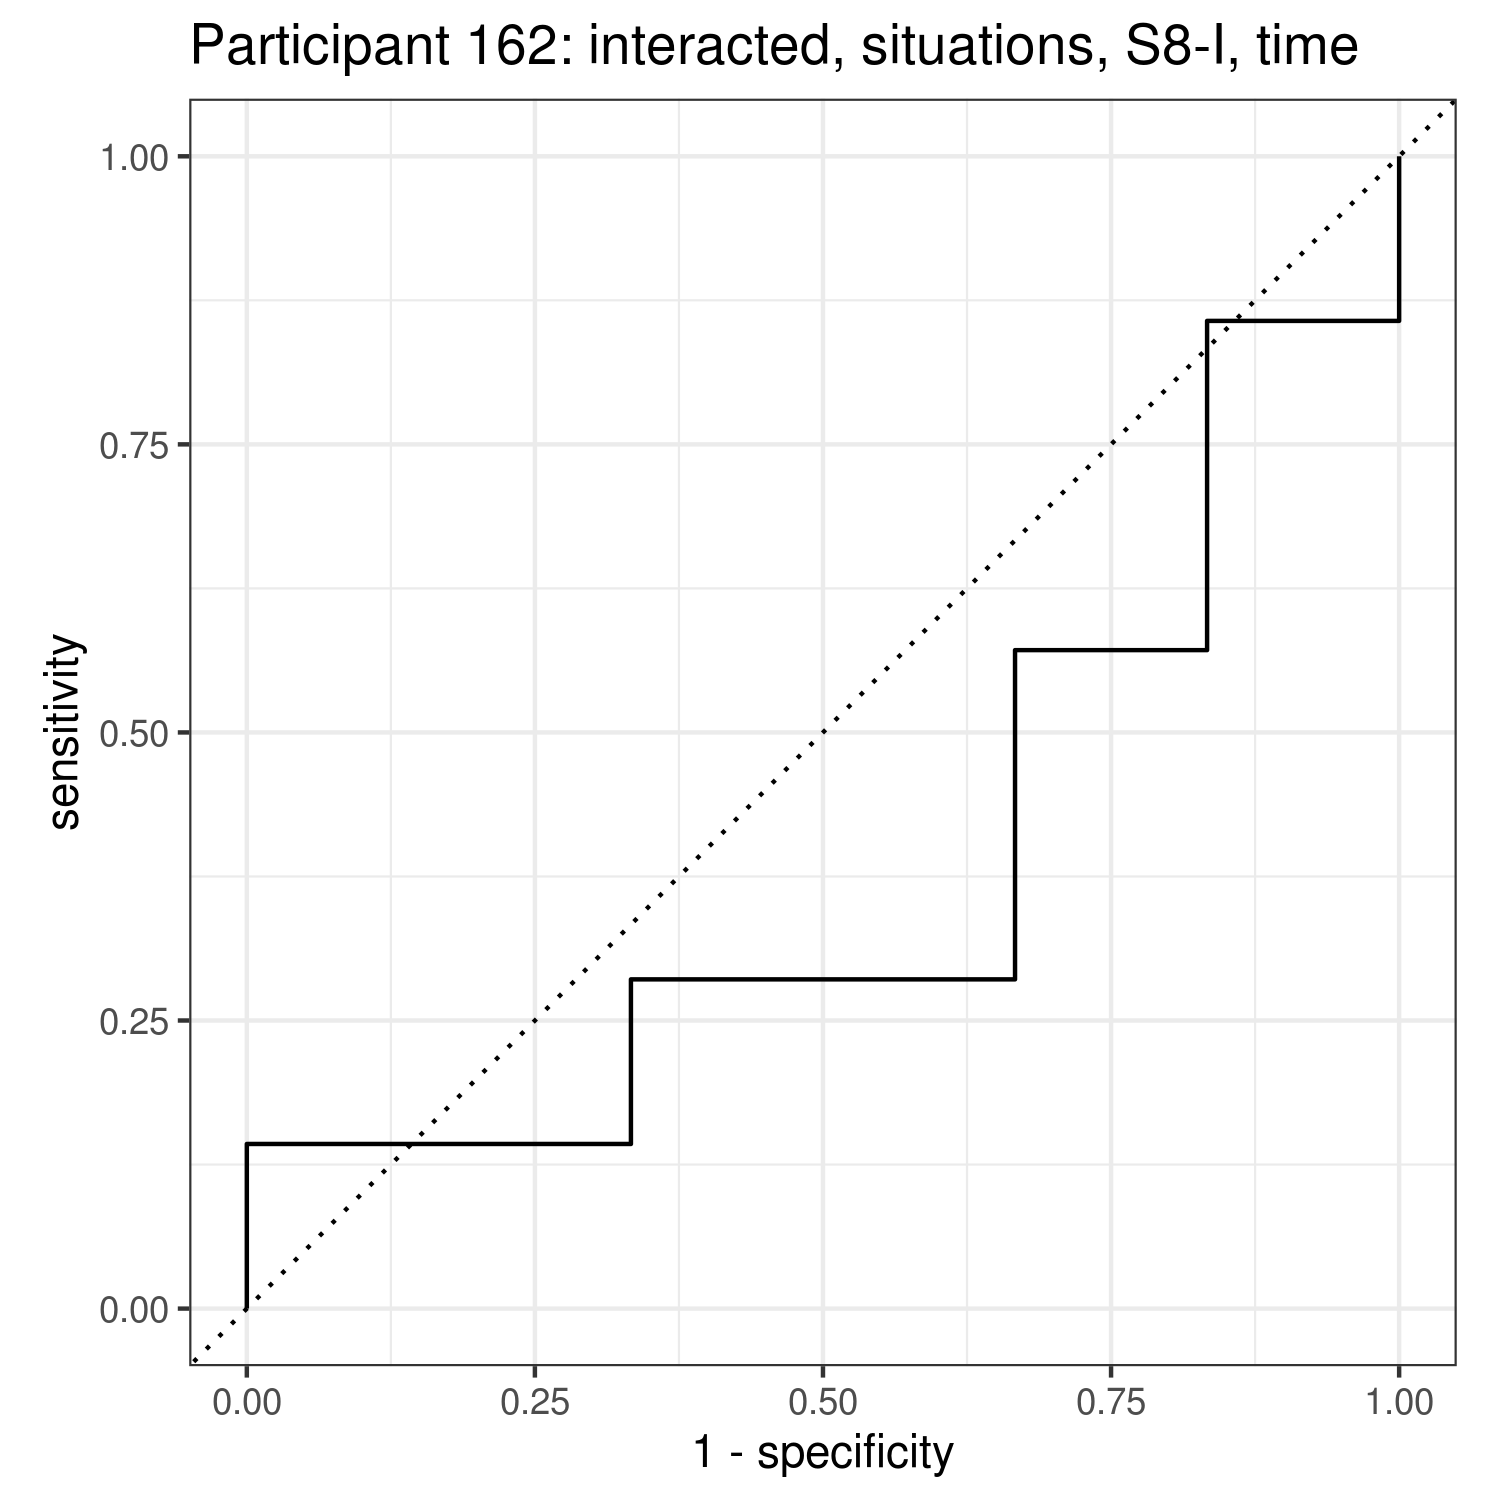 Participant 162: interacted, situations, S8-I, time
1.00
0.75
0.50
0.25
0.00
sensitivity
0.00 0.25 0.50 0.75 1.00
1 - specificity